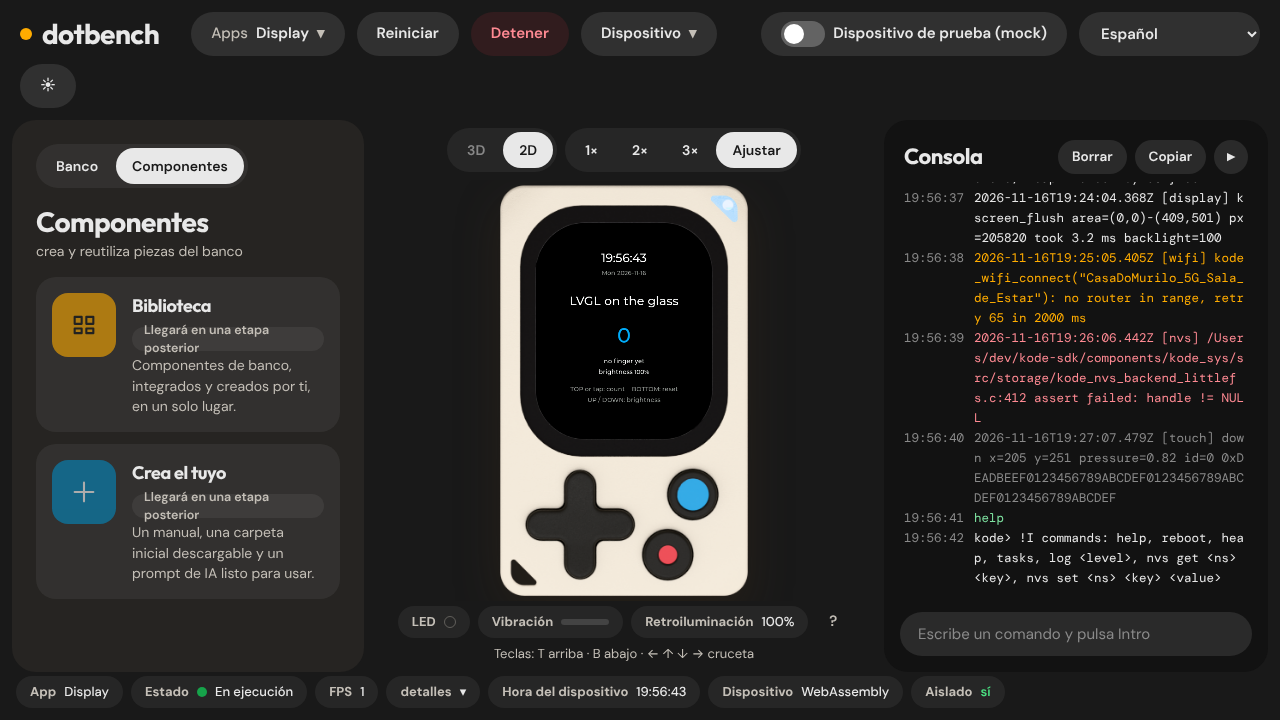 dotbench
Apps Display ▾
Reiniciar
Detener
Dispositivo ▾
Dispositivo de prueba (mock)
Español
Banco
Componentes
Componentes
crea y reutiliza piezas del banco
Biblioteca
Llegará en una etapa
posterior
Componentes de banco,
integrados y creados por ti,
en un solo lugar.
Crea el tuyo
Llegará en una etapa
posterior
Un manual, una carpeta
inicial descargable y un
prompt de IA listo para usar.
3D
2D
1×
2×
3×
Ajustar
19:56:43
Mon 2026-11-16
LVGL on the glass
0
no finger yet
brightness 100%
TOP or tap: count BOTTOM: reset
UP / DOWN: brightness
LED
Vibración
Retroiluminación 100%
?
Teclas: T arriba · B abajo · ← ↑ ↓ → cruceta
Consola
Borrar
Copiar
▶
19:56:37 2026-11-16T19:24:04.368Z [display] k
screen_flush area=(0,0)-(409,501) px
=205820 took 3.2 ms backlight=100
19:56:38 2026-11-16T19:25:05.405Z [wifi] kode
_wifi_connect("CasaDoMurilo_5G_Sala_
de_Estar"): no router in range, retr
y 65 in 2000 ms
19:56:39 2026-11-16T19:26:06.442Z [nvs] /User
s/dev/kode-sdk/components/kode_sys/s
rc/storage/kode_nvs_backend_littlef
s.c:412 assert failed: handle != NUL
L
19:56:40 2026-11-16T19:27:07.479Z [touch] dow
n x=205 y=251 pressure=0.82 id=0 0xD
EADBEEF0123456789ABCDEF0123456789ABC
DEF0123456789ABCDEF
19:56:41 help
19:56:42 kode> !I commands: help, reboot, hea
p, tasks, log <level>, nvs get <ns>
<key>, nvs set <ns> <key> <value>
Escribe un comando y pulsa Intro
App Display
Estado En ejecución
FPS 1
detalles ▾
Hora del dispositivo 19:56:43
Dispositivo WebAssembly
Aislado sí